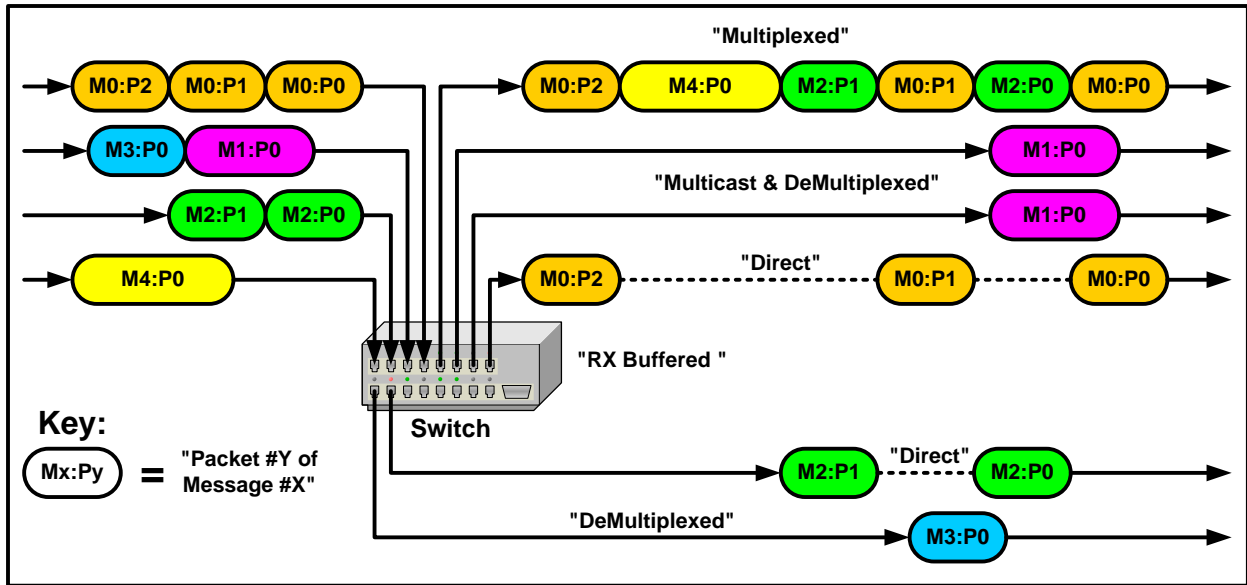 "Multiplexed"
M0:P2 M0:P1 M0:P0
M0:P2 M4:P0 M2:P1 M0:P1 M2:P0 M0:P0
M3:P0 M1:P0
M1:P0
"Multicast & DeMultiplexed"
M2:P1 M2:P0
M1:P0
M4:P0
"Direct"
M0:P2 M0:P1 M0:P0
"RX Buffered "
Switch
Key:
Mx:Py = "Packet #Y of
Message #X"
"Direct"
M2:P1 M2:P0
"DeMultiplexed"
M3:P0